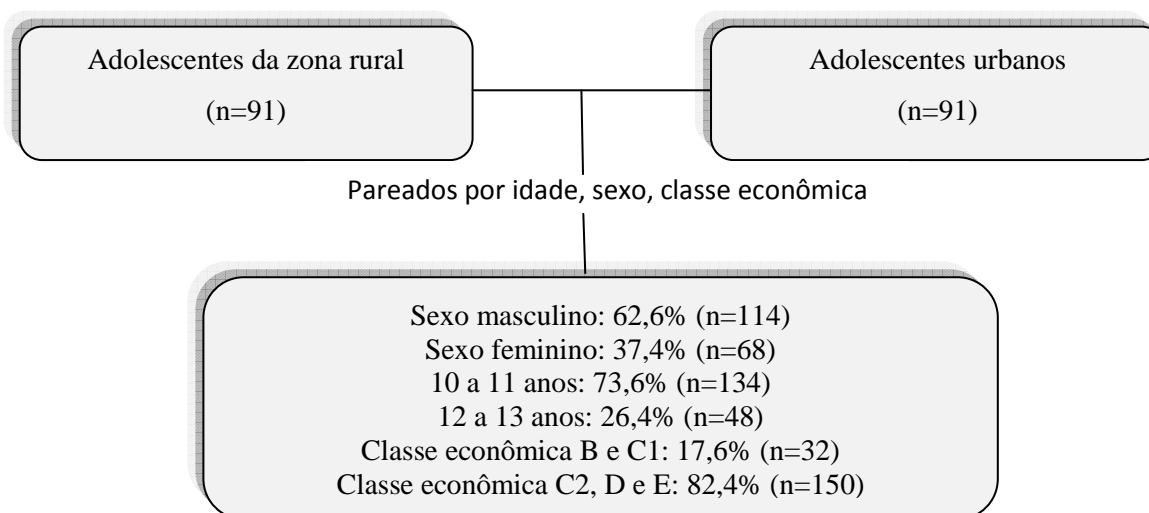 Adolescentes da zona rural
(n=91)
Adolescentes urbanos
(n=91)
Pareados por idade, sexo, classe econômica
Sexo masculino: 62,6% (n=114)
Sexo feminino: 37,4% (n=68)
10 a 11 anos: 73,6% (n=134)
12 a 13 anos: 26,4% (n=48)
Classe econômica B e C1: 17,6% (n=32)
Classe econômica C2, D e E: 82,4% (n=150)